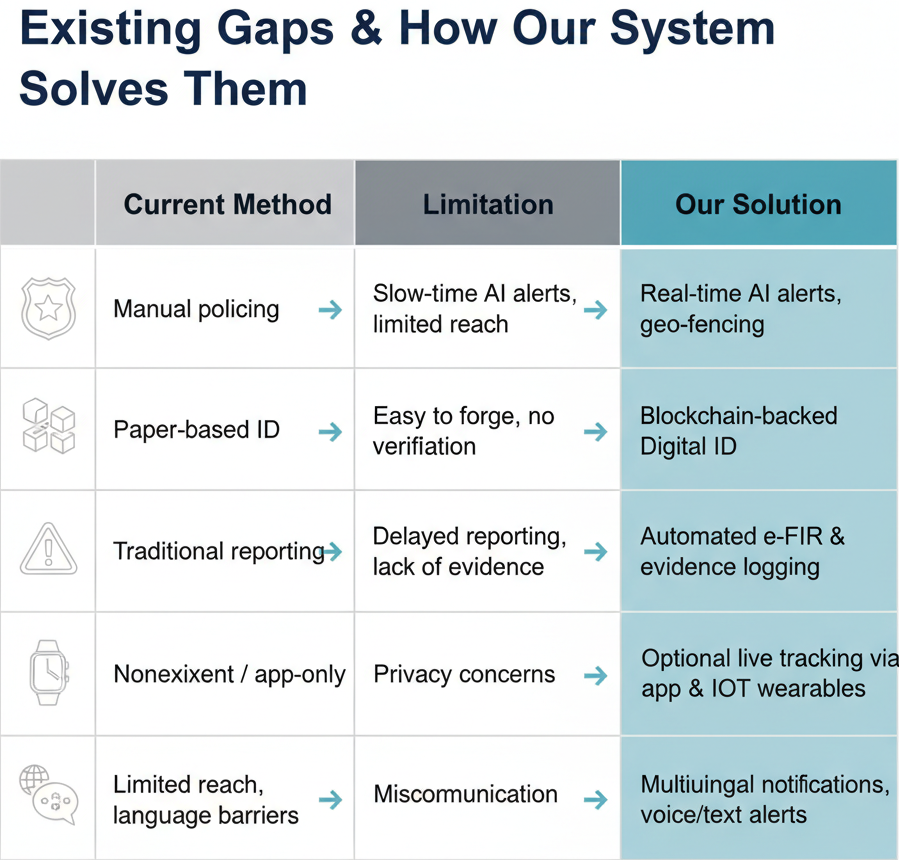 Existing Gaps & How Our System
Solves Them
Current Method
Limitation
Our Solution
Manual policing
Slow-time AI alerts,
limited reach
Real-time AI alerts,
geo-fencing
Paper-based ID
Easy to forge, no
verifiation
Blockchain-backed
Digital ID
Traditional reporting
Delayed reporting,
lack of evidence
Automated e-FIR &
evidence logging
Nonexixent / app-only
Privacy concerns
Optional live tracking via
app & IOT wearables
Limited reach,
language barriers
Miscormunication
Multiuingal notifications,
voice/text alerts